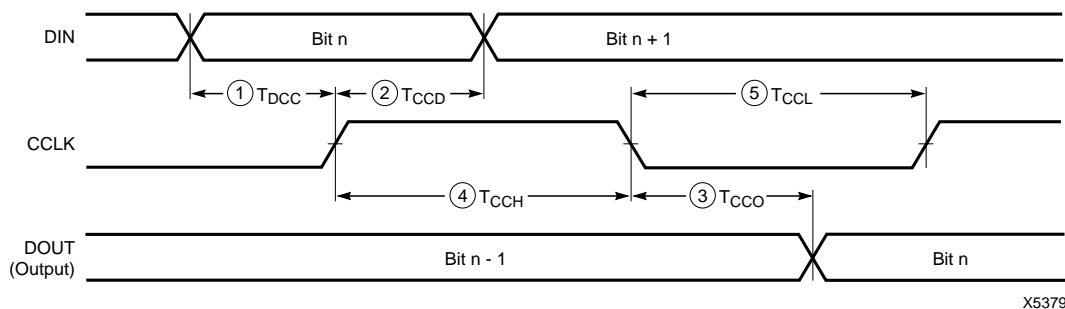 DIN
Bit n
Bit n + 1
1 TDCC
2 TCCD
5 TCCL
CCLK
4 TCCH
3 TCCO
DOUT
(Output)
Bit n - 1
Bit n
X5379